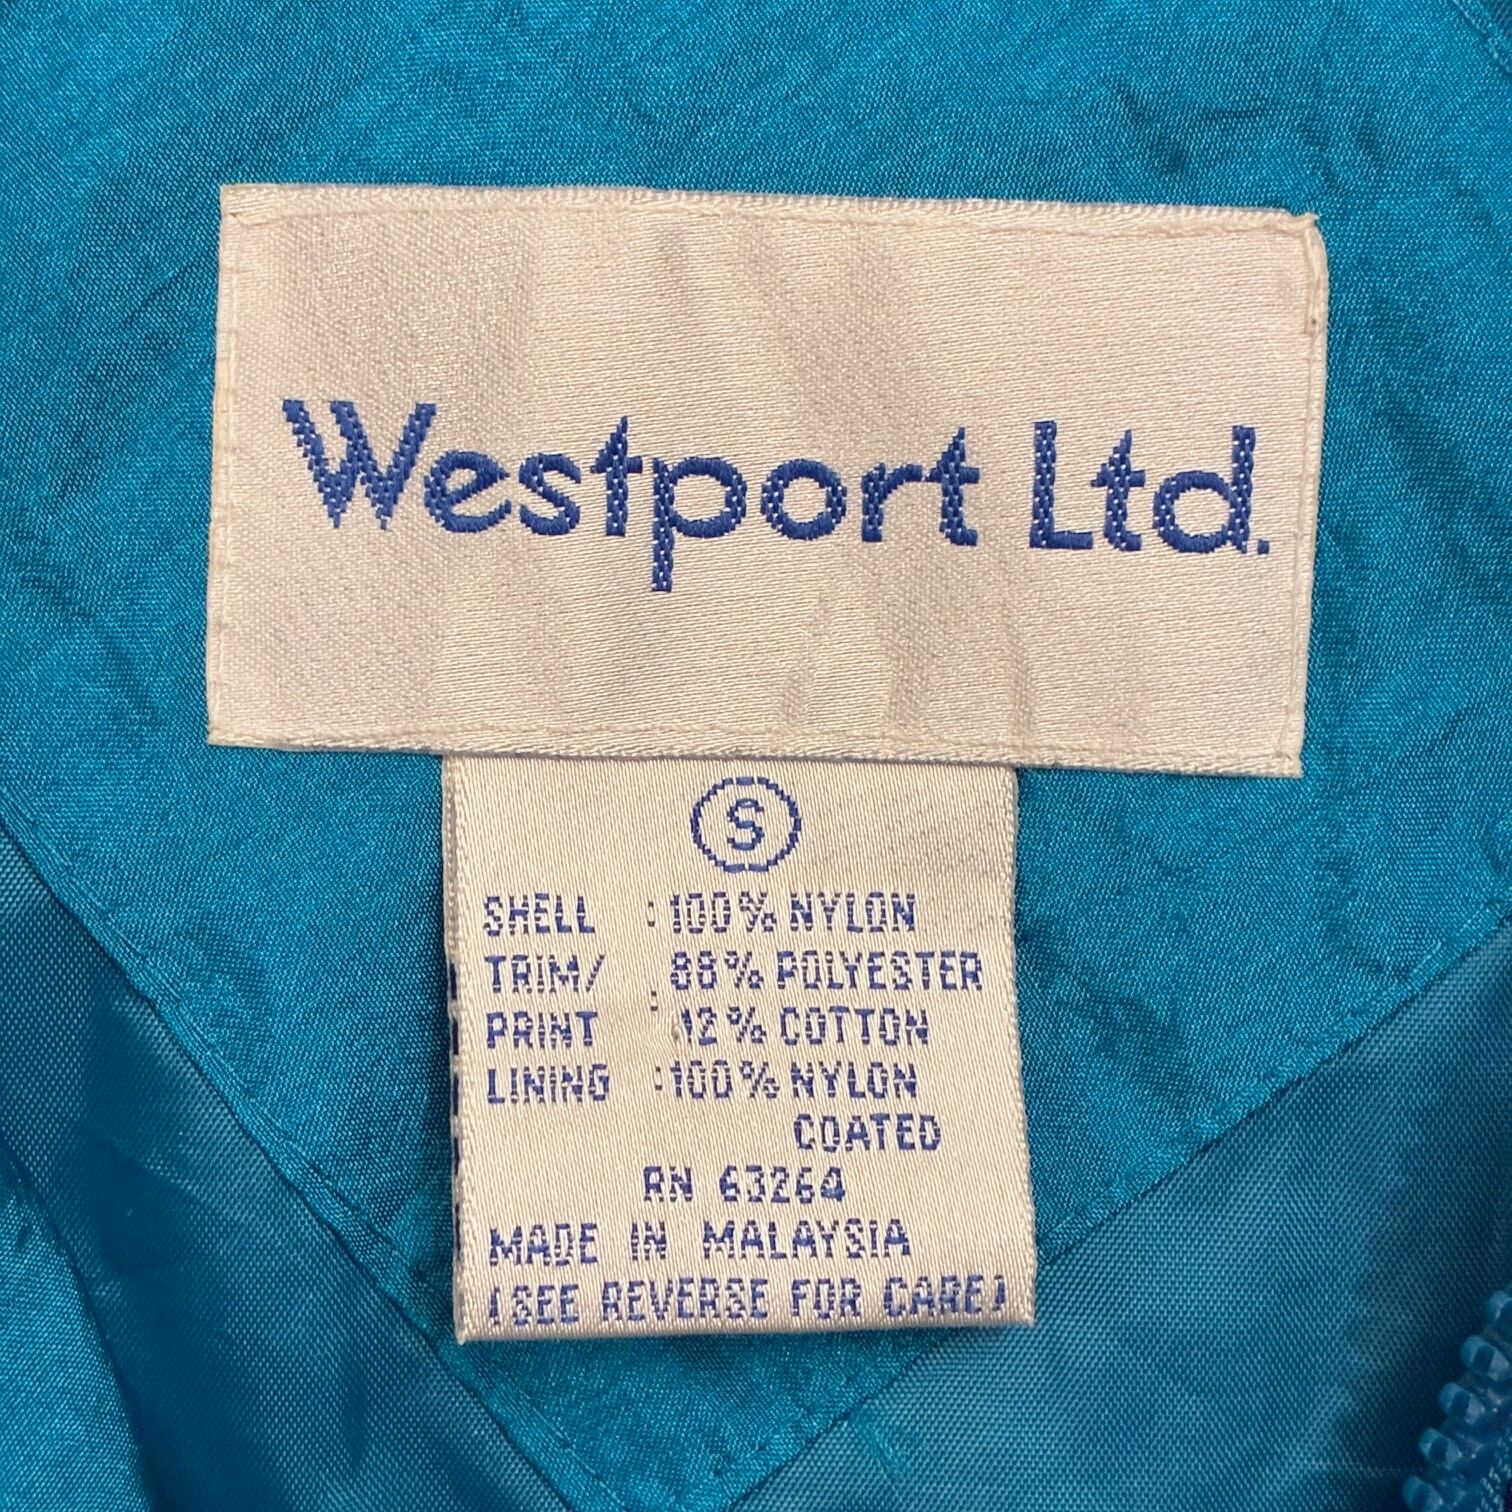 Westport Ltd.
S
SHELL : 100% NYLON
TRIM/ 88% POLYESTER
PRINT : 12% COTTON
LINING : 100% NYLON
COATED
RN 63264
MADE IN MALAYSIA
(SEE REVERSE FOR CARE)